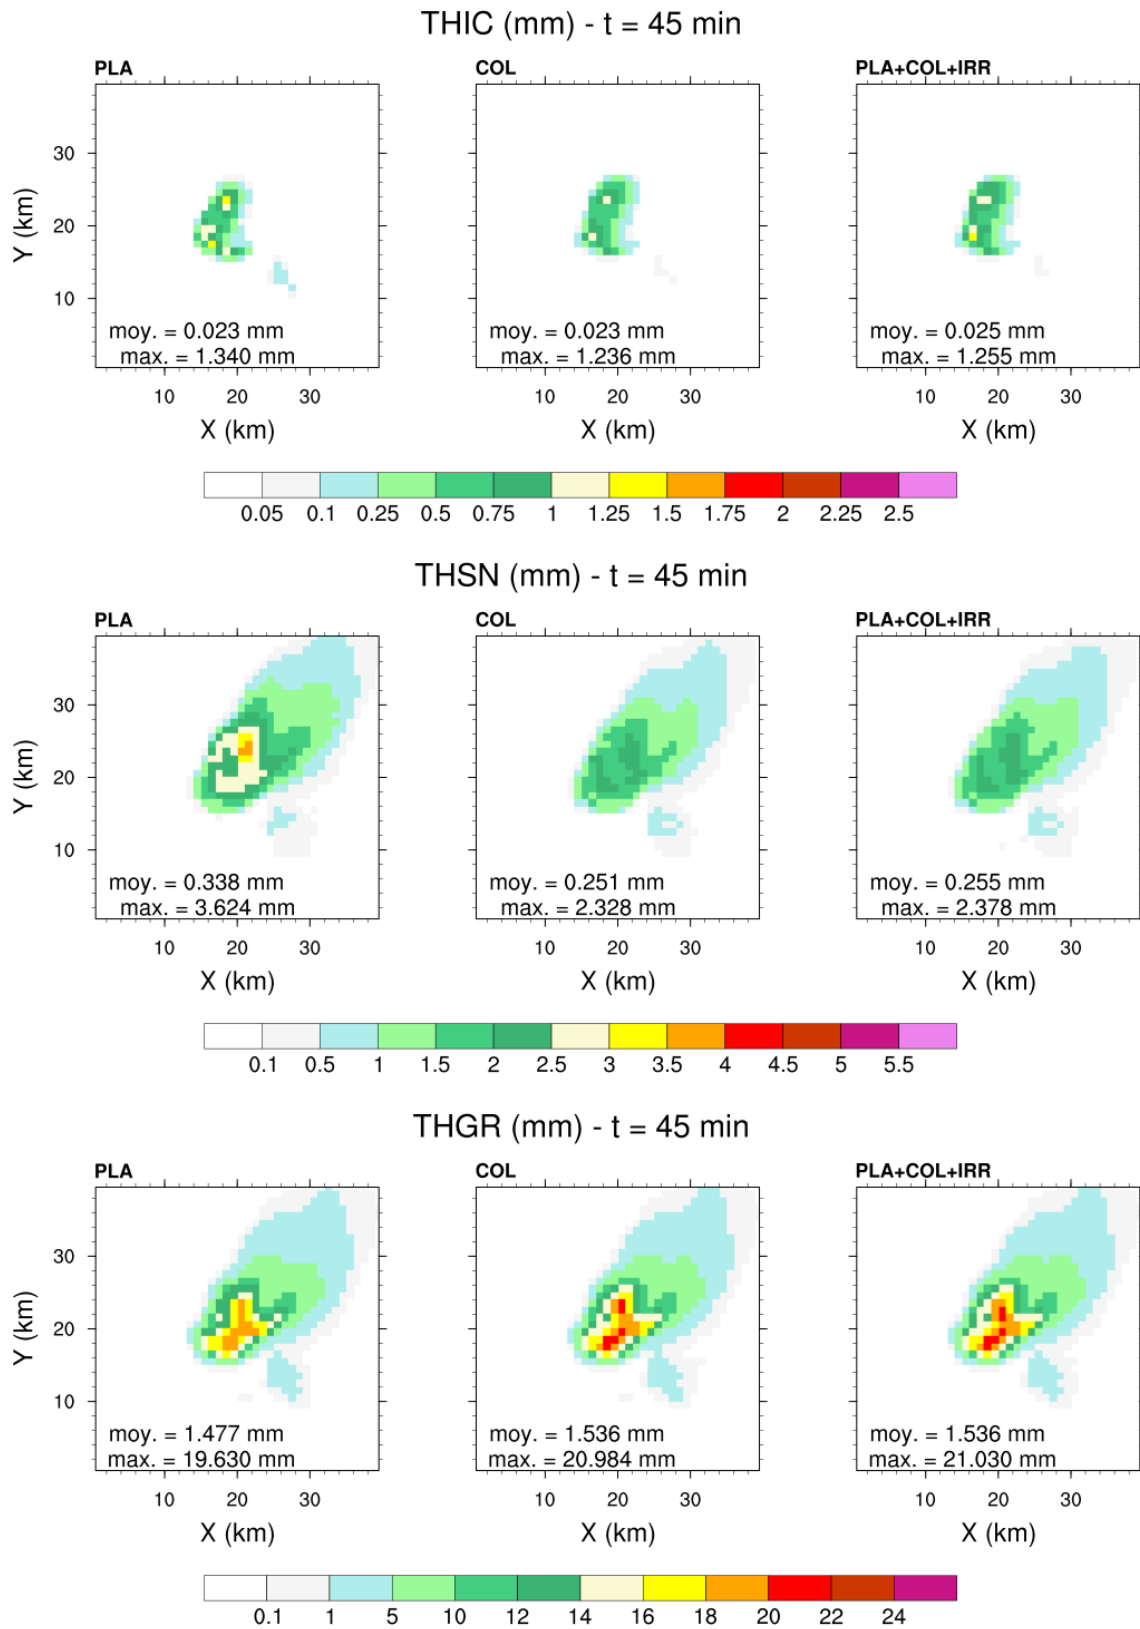 THIC (mm) - t = 45 min
PLA COL PLA+COL+IRR
30
20
10
Y (km)
moy. = 0.023 mm moy. = 0.023 mm moy. = 0.025 mm
max. = 1.340 mm max. = 1.236 mm max. = 1.255 mm
10 20 30 10 20 30 10 20 30
X (km) X (km) X (km)
0.05 0.1 0.25 0.5 0.75 1 1.25 1.5 1.75 2 2.25 2.5
THSN (mm) - t = 45 min
PLA COL PLA+COL+IRR
30
20
10
Y (km)
moy. = 0.338 mm moy. = 0.251 mm moy. = 0.255 mm
max. = 3.624 mm max. = 2.328 mm max. = 2.378 mm
10 20 30 10 20 30 10 20 30
X (km) X (km) X (km)
0.1 0.5 1 1.5 2 2.5 3 3.5 4 4.5 5 5.5
THGR (mm) - t = 45 min
PLA COL PLA+COL+IRR
30
20
10
Y (km)
moy. = 1.477 mm moy. = 1.536 mm moy. = 1.536 mm
max. = 19.630 mm max. = 20.984 mm max. = 21.030 mm
10 20 30 10 20 30 10 20 30
X (km) X (km) X (km)
0.1 1 5 10 12 14 16 18 20 22 24